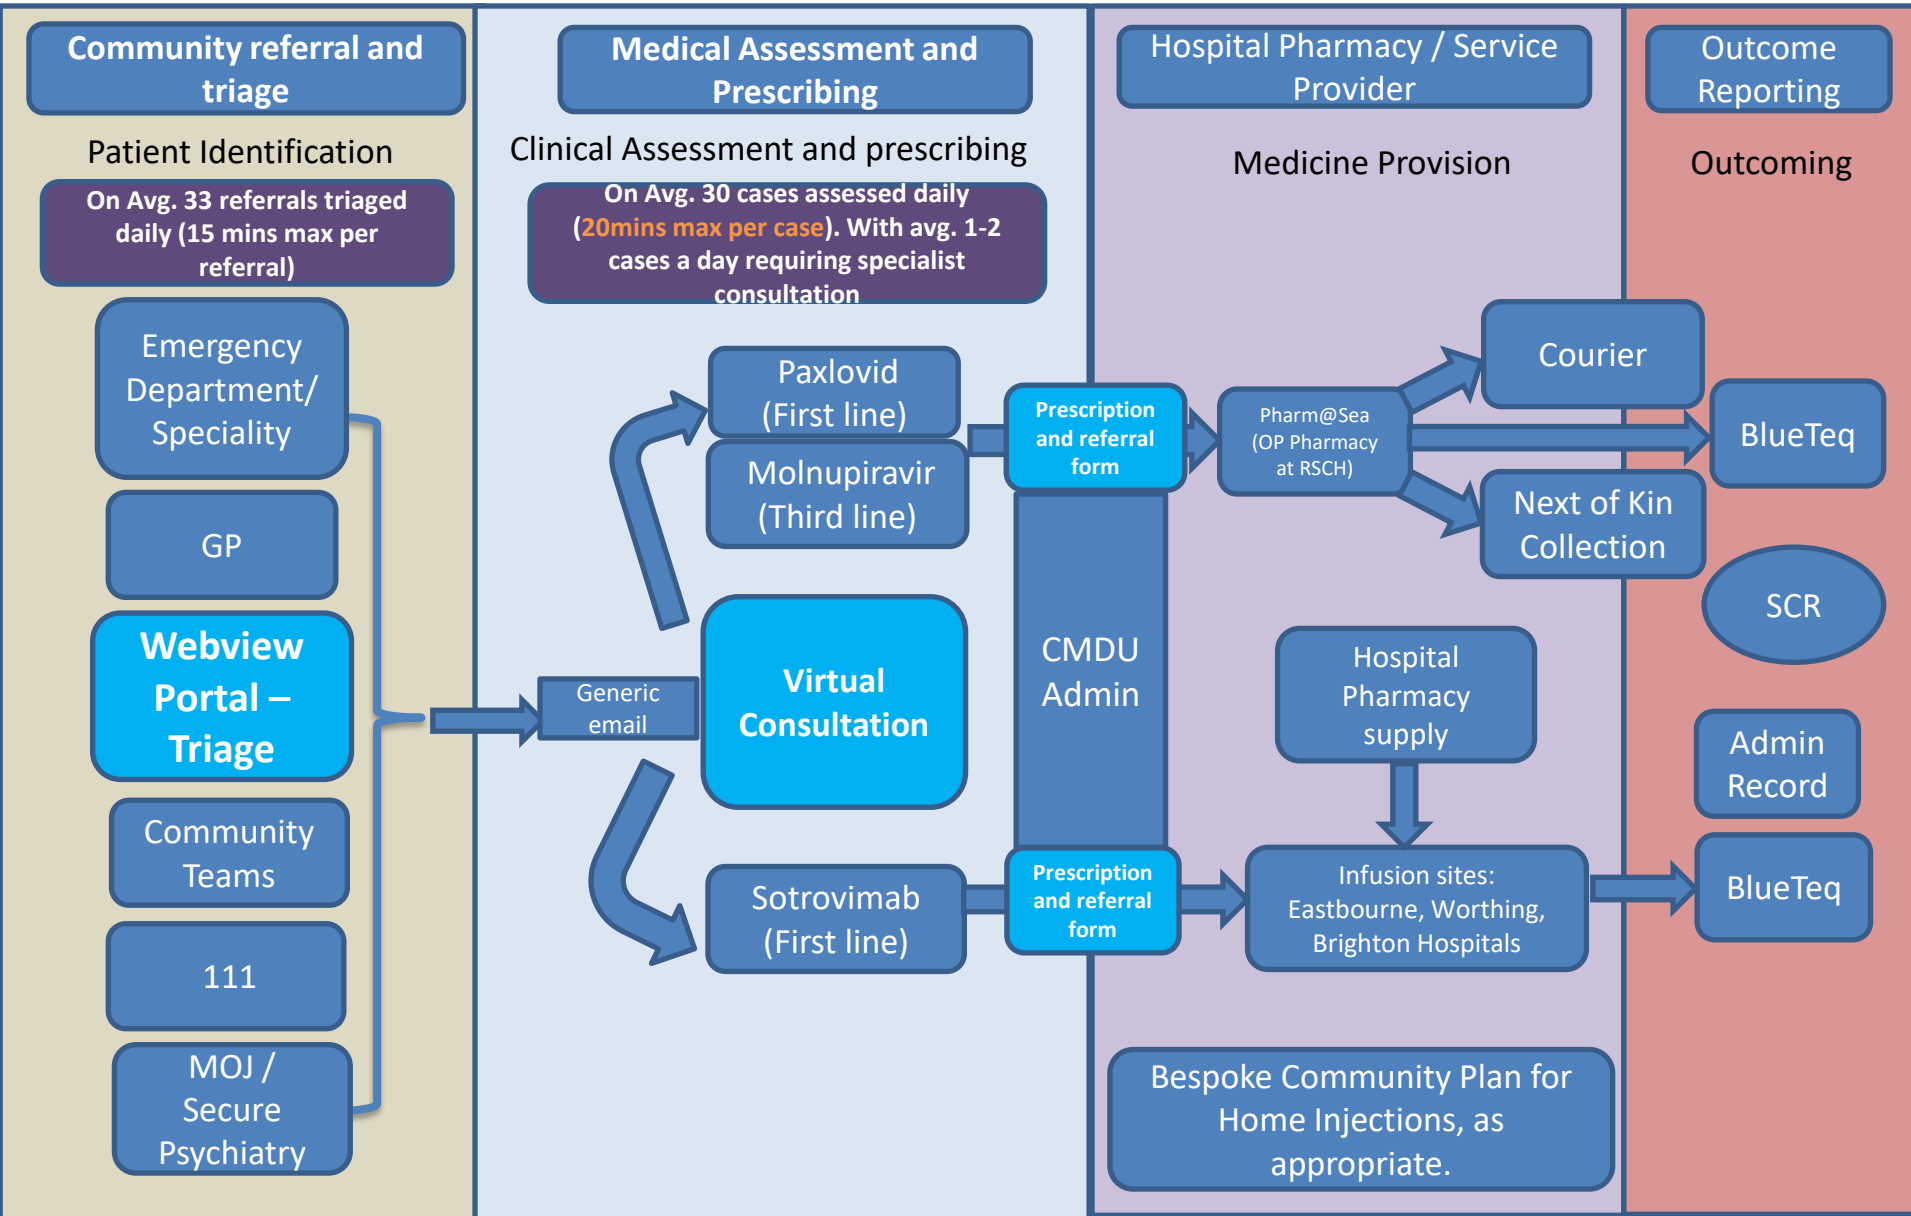 Community referral and
triage
Patient Identification
On Avg. 33 referrals triaged
daily (15 mins max per
referral)
Emergency
Department/
Speciality
GP
Webview
Portal –
Triage
Community
Teams
111
MOJ /
Secure
Psychiatry
Medical Assessment and
Prescribing
Clinical Assessment and prescribing
On Avg. 30 cases assessed daily
(20mins max per case). With avg. 1-2
cases a day requiring specialist
consultation
Paxlovid
(First line)
Molnupiravir
(Third line)
Generic
email
Virtual
Consultation
Sotrovimab
(First line)
Prescription
and referral
form
CMDU
Admin
Prescription
and referral
form
Hospital Pharmacy / Service
Provider
Medicine Provision
Pharm@Sea
(OP Pharmacy
at RSCH)
Courier
Next of Kin
Collection
Hospital
Pharmacy
supply
Infusion sites:
Eastbourne, Worthing,
Brighton Hospitals
Bespoke Community Plan for
Home Injections, as
appropriate.
Outcome
Reporting
Outcoming
BlueTeq
SCR
Admin
Record
BlueTeq